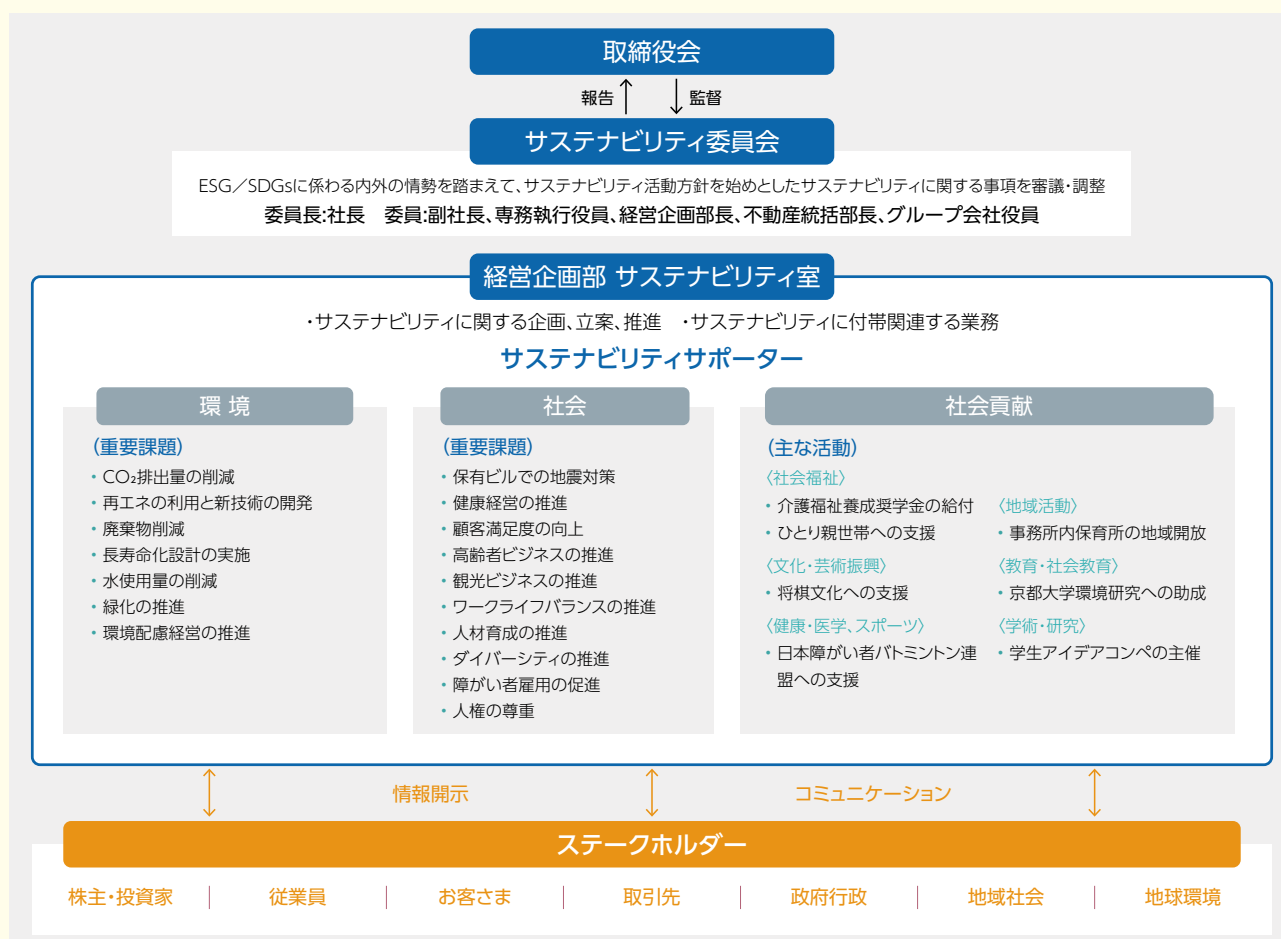 取締役会
報告
監督
サステナビリティ委員会
ESG／SDGsに係わる内外の情勢を踏まえて、サステナビリティ活動方針を始めとしたサステナビリティに関する事項を審議・調整
委員長:社長　委員:副社長、専務執行役員、経営企画部長、不動産統括部長、グループ会社役員
経営企画部 サステナビリティ室
・サステナビリティに関する企画、立案、推進　・サステナビリティに付帯関連する業務
サステナビリティサポーター
環 境
(重要課題)
・CO₂排出量の削減
・再エネの利用と新技術の開発
・廃棄物削減
・長寿命化設計の実施
・水使用量の削減
・緑化の推進
・環境配慮経営の推進
社会
(重要課題)
・保有ビルでの地震対策
・健康経営の推進
・顧客満足度の向上
・高齢者ビジネスの推進
・観光ビジネスの推進
・ワークライフバランスの推進
・人材育成の推進
・ダイバーシティの推進
・障がい者雇用の促進
・人権の尊重
社会貢献
(主な活動)
〈社会福祉〉
・介護福祉養成奨学金の給付
・ひとり親世帯への支援
〈文化・芸術振興〉
・将棋文化への支援
〈健康・医学、スポーツ〉
・日本障がい者バトミントン連
盟への支援
〈地域活動〉
・事務所内保育所の地域開放
〈教育・社会教育〉
・京都大学環境研究への助成
〈学術・研究〉
・学生アイデアコンペの主催
情報開示
コミュニケーション
ステークホルダー
株主・投資家
従業員
お客さま
取引先
政府行政
地域社会
地球環境